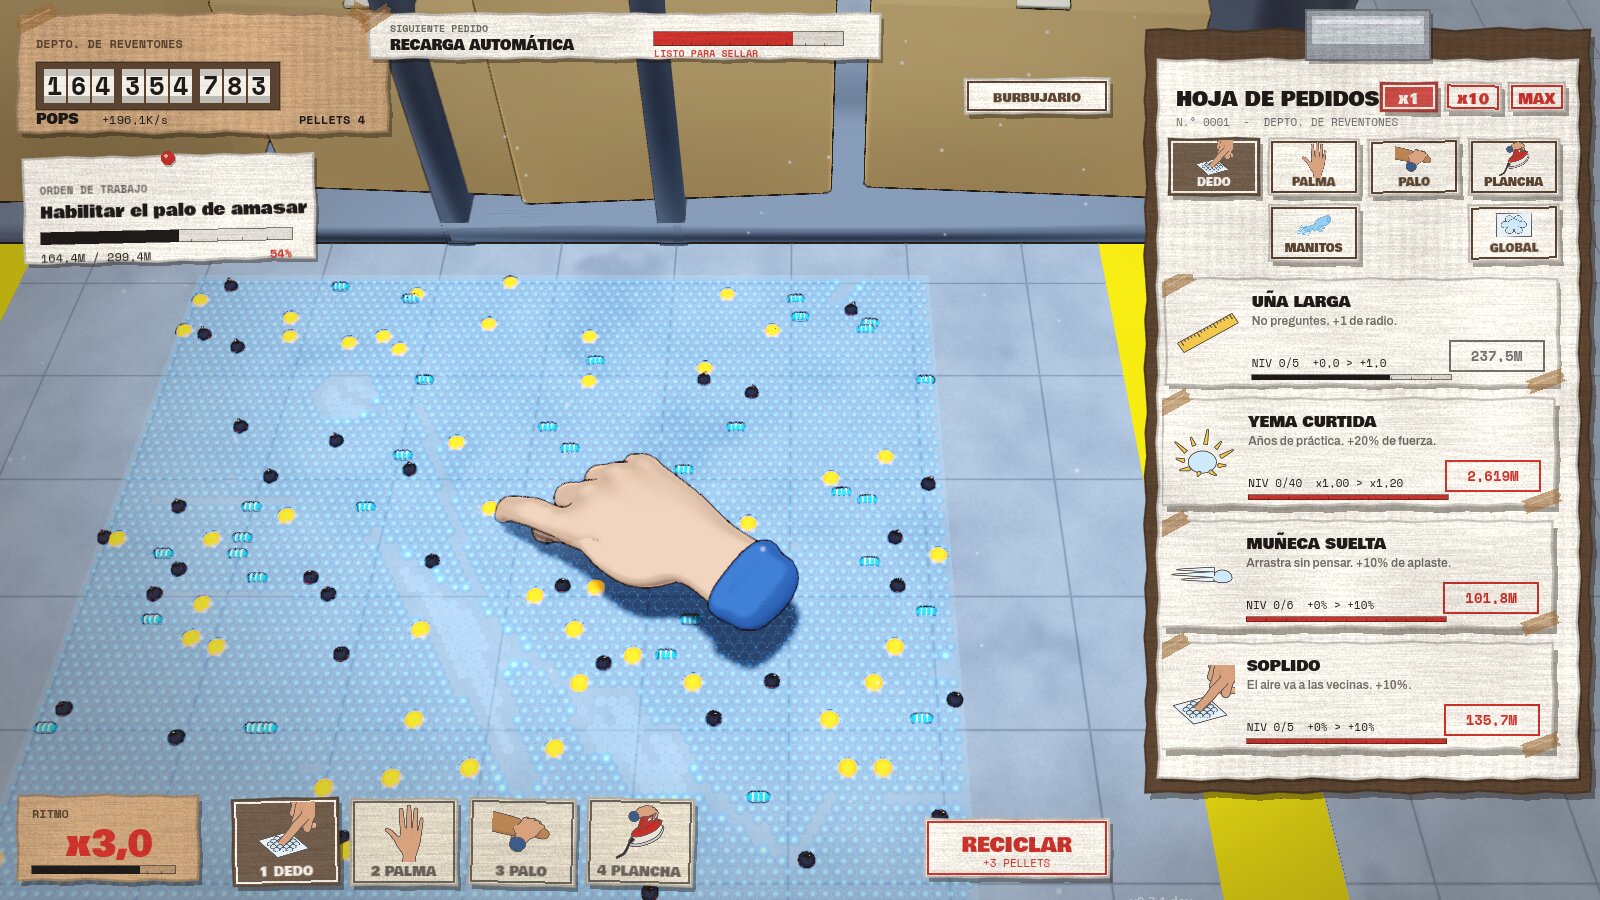 DEPTO. DE REVENTONES
164 354 783
POPS +196,1K/s PELLETS 4
SIGUIENTE PEDIDO
RECARGA AUTOMÁTICA
LISTO PARA SELLAR
BURBUJARIO
ORDEN DE TRABAJO
Habilitar el palo de amasar
164,4M / 299,4M 54%
HOJA DE PEDIDOS x1 x10 MAX
N.° 0001 - DEPTO. DE REVENTONES
DEDO PALMA PALO PLANCHA
MANITOS GLOBAL
UÑA LARGA
No preguntes. +1 de radio.
NIV 0/5 +0,0 > +1,0 237,5M
YEMA CURTIDA
Años de práctica. +20% de fuerza.
NIV 0/40 x1,00 > x1,20 2,619M
MUÑECA SUELTA
Arrastra sin pensar. +10% de aplaste.
NIV 0/6 +0% > +10% 101,8M
SOPLIDO
El aire va a las vecinas. +10%.
NIV 0/5 +0% > +10% 135,7M
RITMO
x3,0
1 DEDO 2 PALMA 3 PALO 4 PLANCHA
RECICLAR
+3 PELLETS